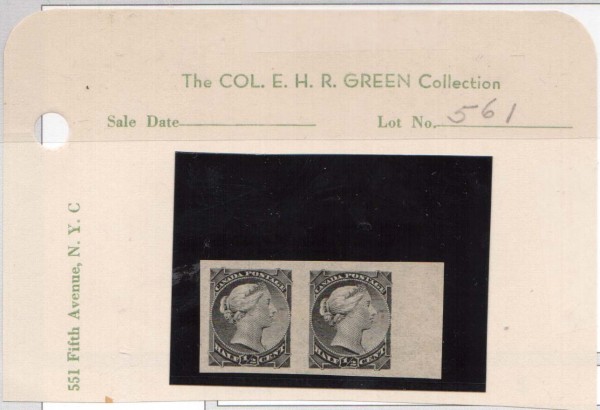 The COL. E. H. R. GREEN Collection
Sale Date
Lot No. 561
551 Fifth Avenue, N. Y. C
CANADA POSTAGE
HALF 1/2 CENT
CANADA POSTAGE
HALF 1/2 CENT